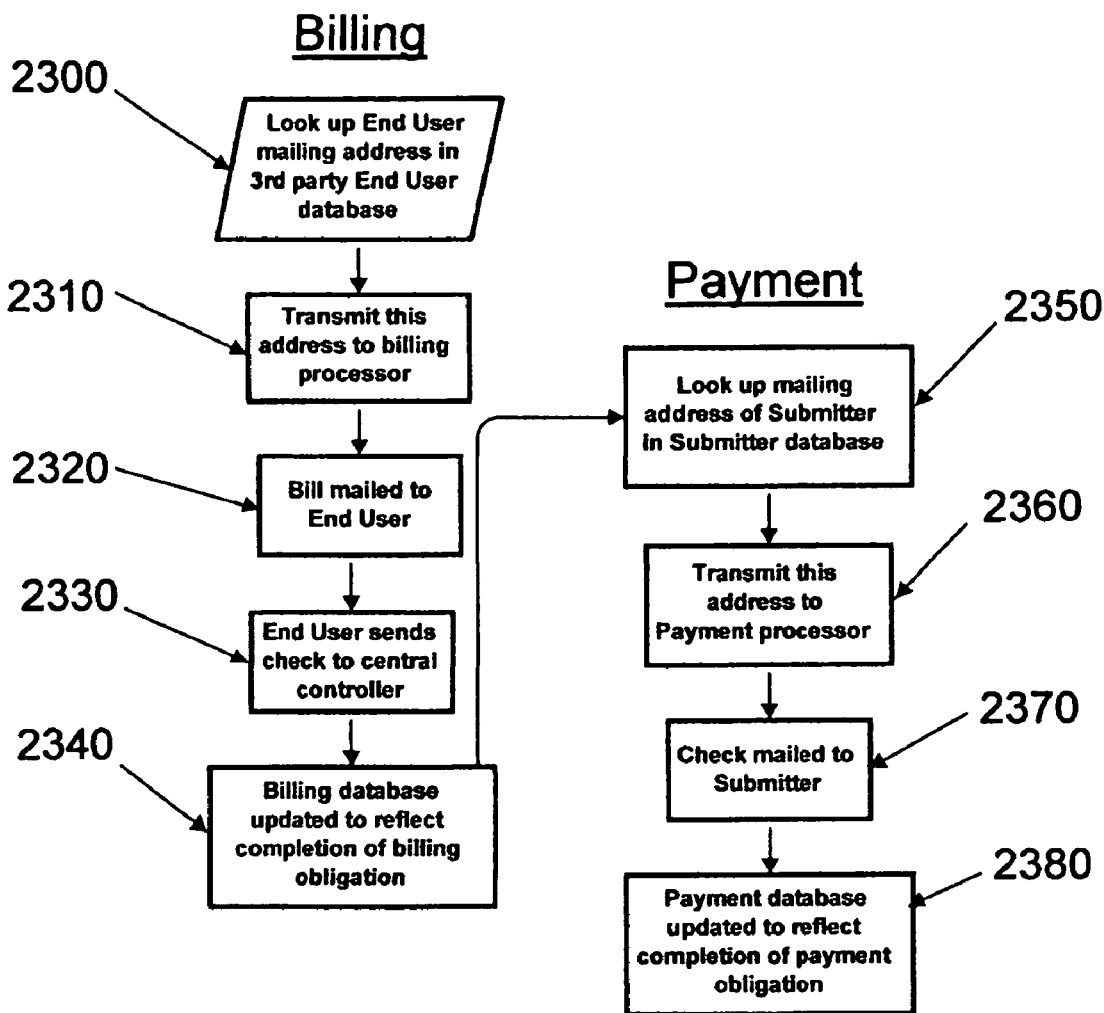 Billing
2300
Look up End User
mailing address in
3rd party End User
database
2310
Transmit this
address to billing
processor
2320
Bill mailed to
End User
2330
End User sends
check to central
controller
2340
Billing database
updated to reflect
completion of billing
obligation
Payment
2350
Look up mailing
address of Submitter
in Submitter database
2360
Transmit this
address to
Payment processor
2370
Check mailed to
Submitter
2380
Payment database
updated to reflect
completion of payment
obligation